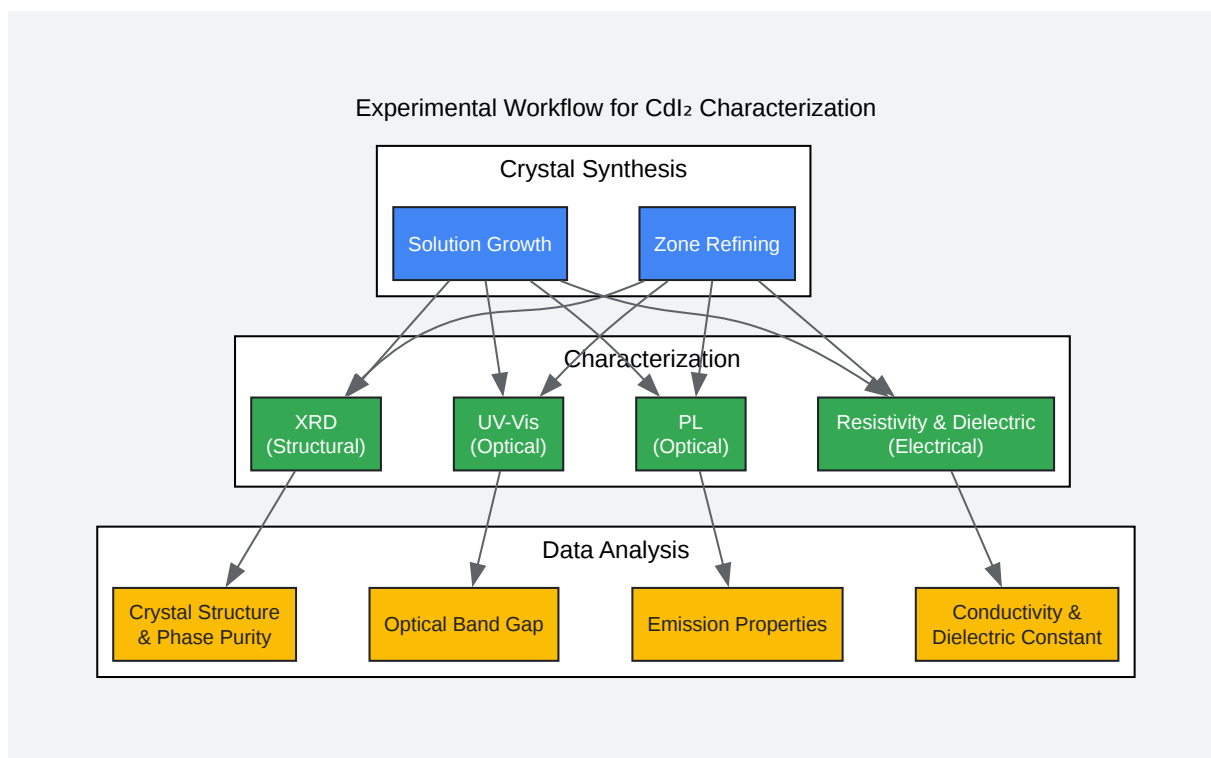 Experimental Workflow for CdI₂ Characterization
Crystal Synthesis
Solution Growth
Zone Refining
Characterization
XRD
(Structural)
UV-Vis
(Optical)
PL
(Optical)
Resistivity & Dielectric
(Electrical)
Data Analysis
Crystal Structure
& Phase Purity
Optical Band Gap
Emission Properties
Conductivity &
Dielectric Constant